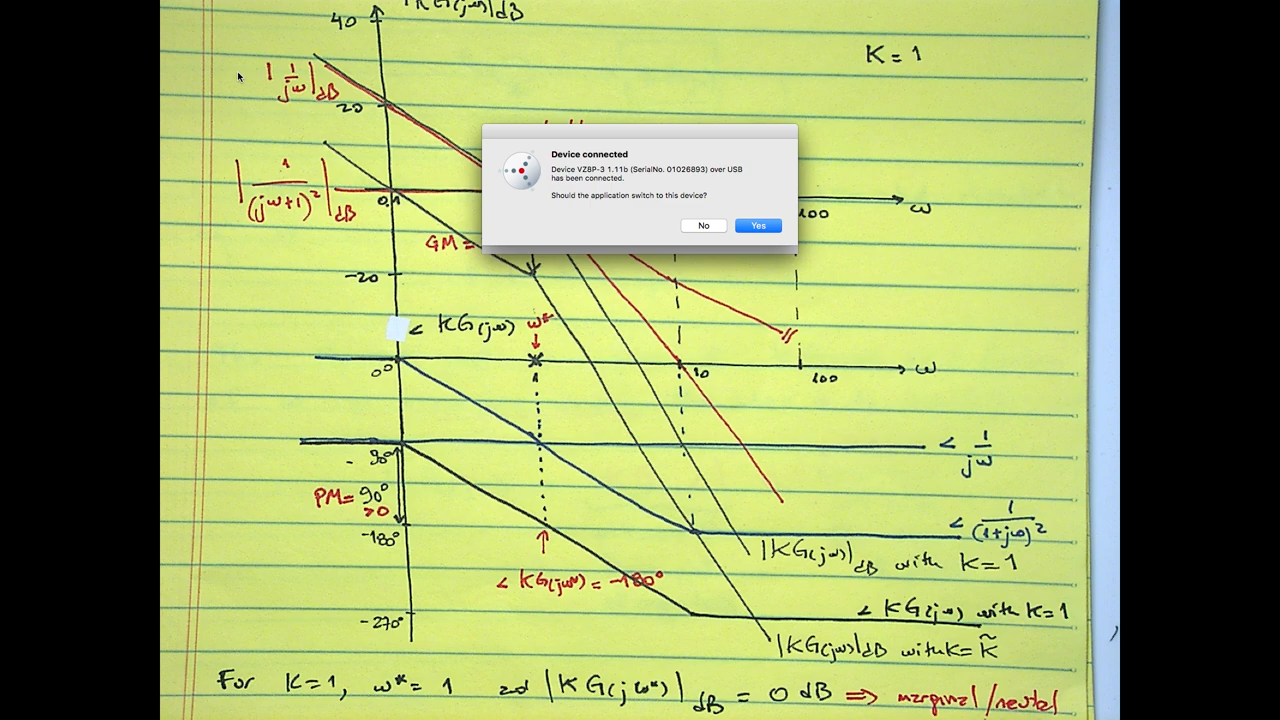 |KG(jω)|dB
40
K = 1
|1/jω|dB
20
Device connected
Device VZ8P-3 1.11b (SerialNo. 01026893) over USB
has been connected.
Should the application switch to this device?
No Yes
|1/(jω+1)²|dB
0.1
100
ω
GM =
-20
∠ KG(jω) ω*
0°
10
100
ω
∠ 1/jω
- 90°
PM = 90°
>0
-180°
∠ 1/(1+jω)²
|KG(jω)|dB with K = 1
∠ KG(jω*) = -180°
∠ KG(jω) with K = 1
-270°
|KG(jω)|dB with K = K̃
For K = 1, ω* = 1 and |KG(jω*)|dB = 0 dB ⇒ marginal/neutal